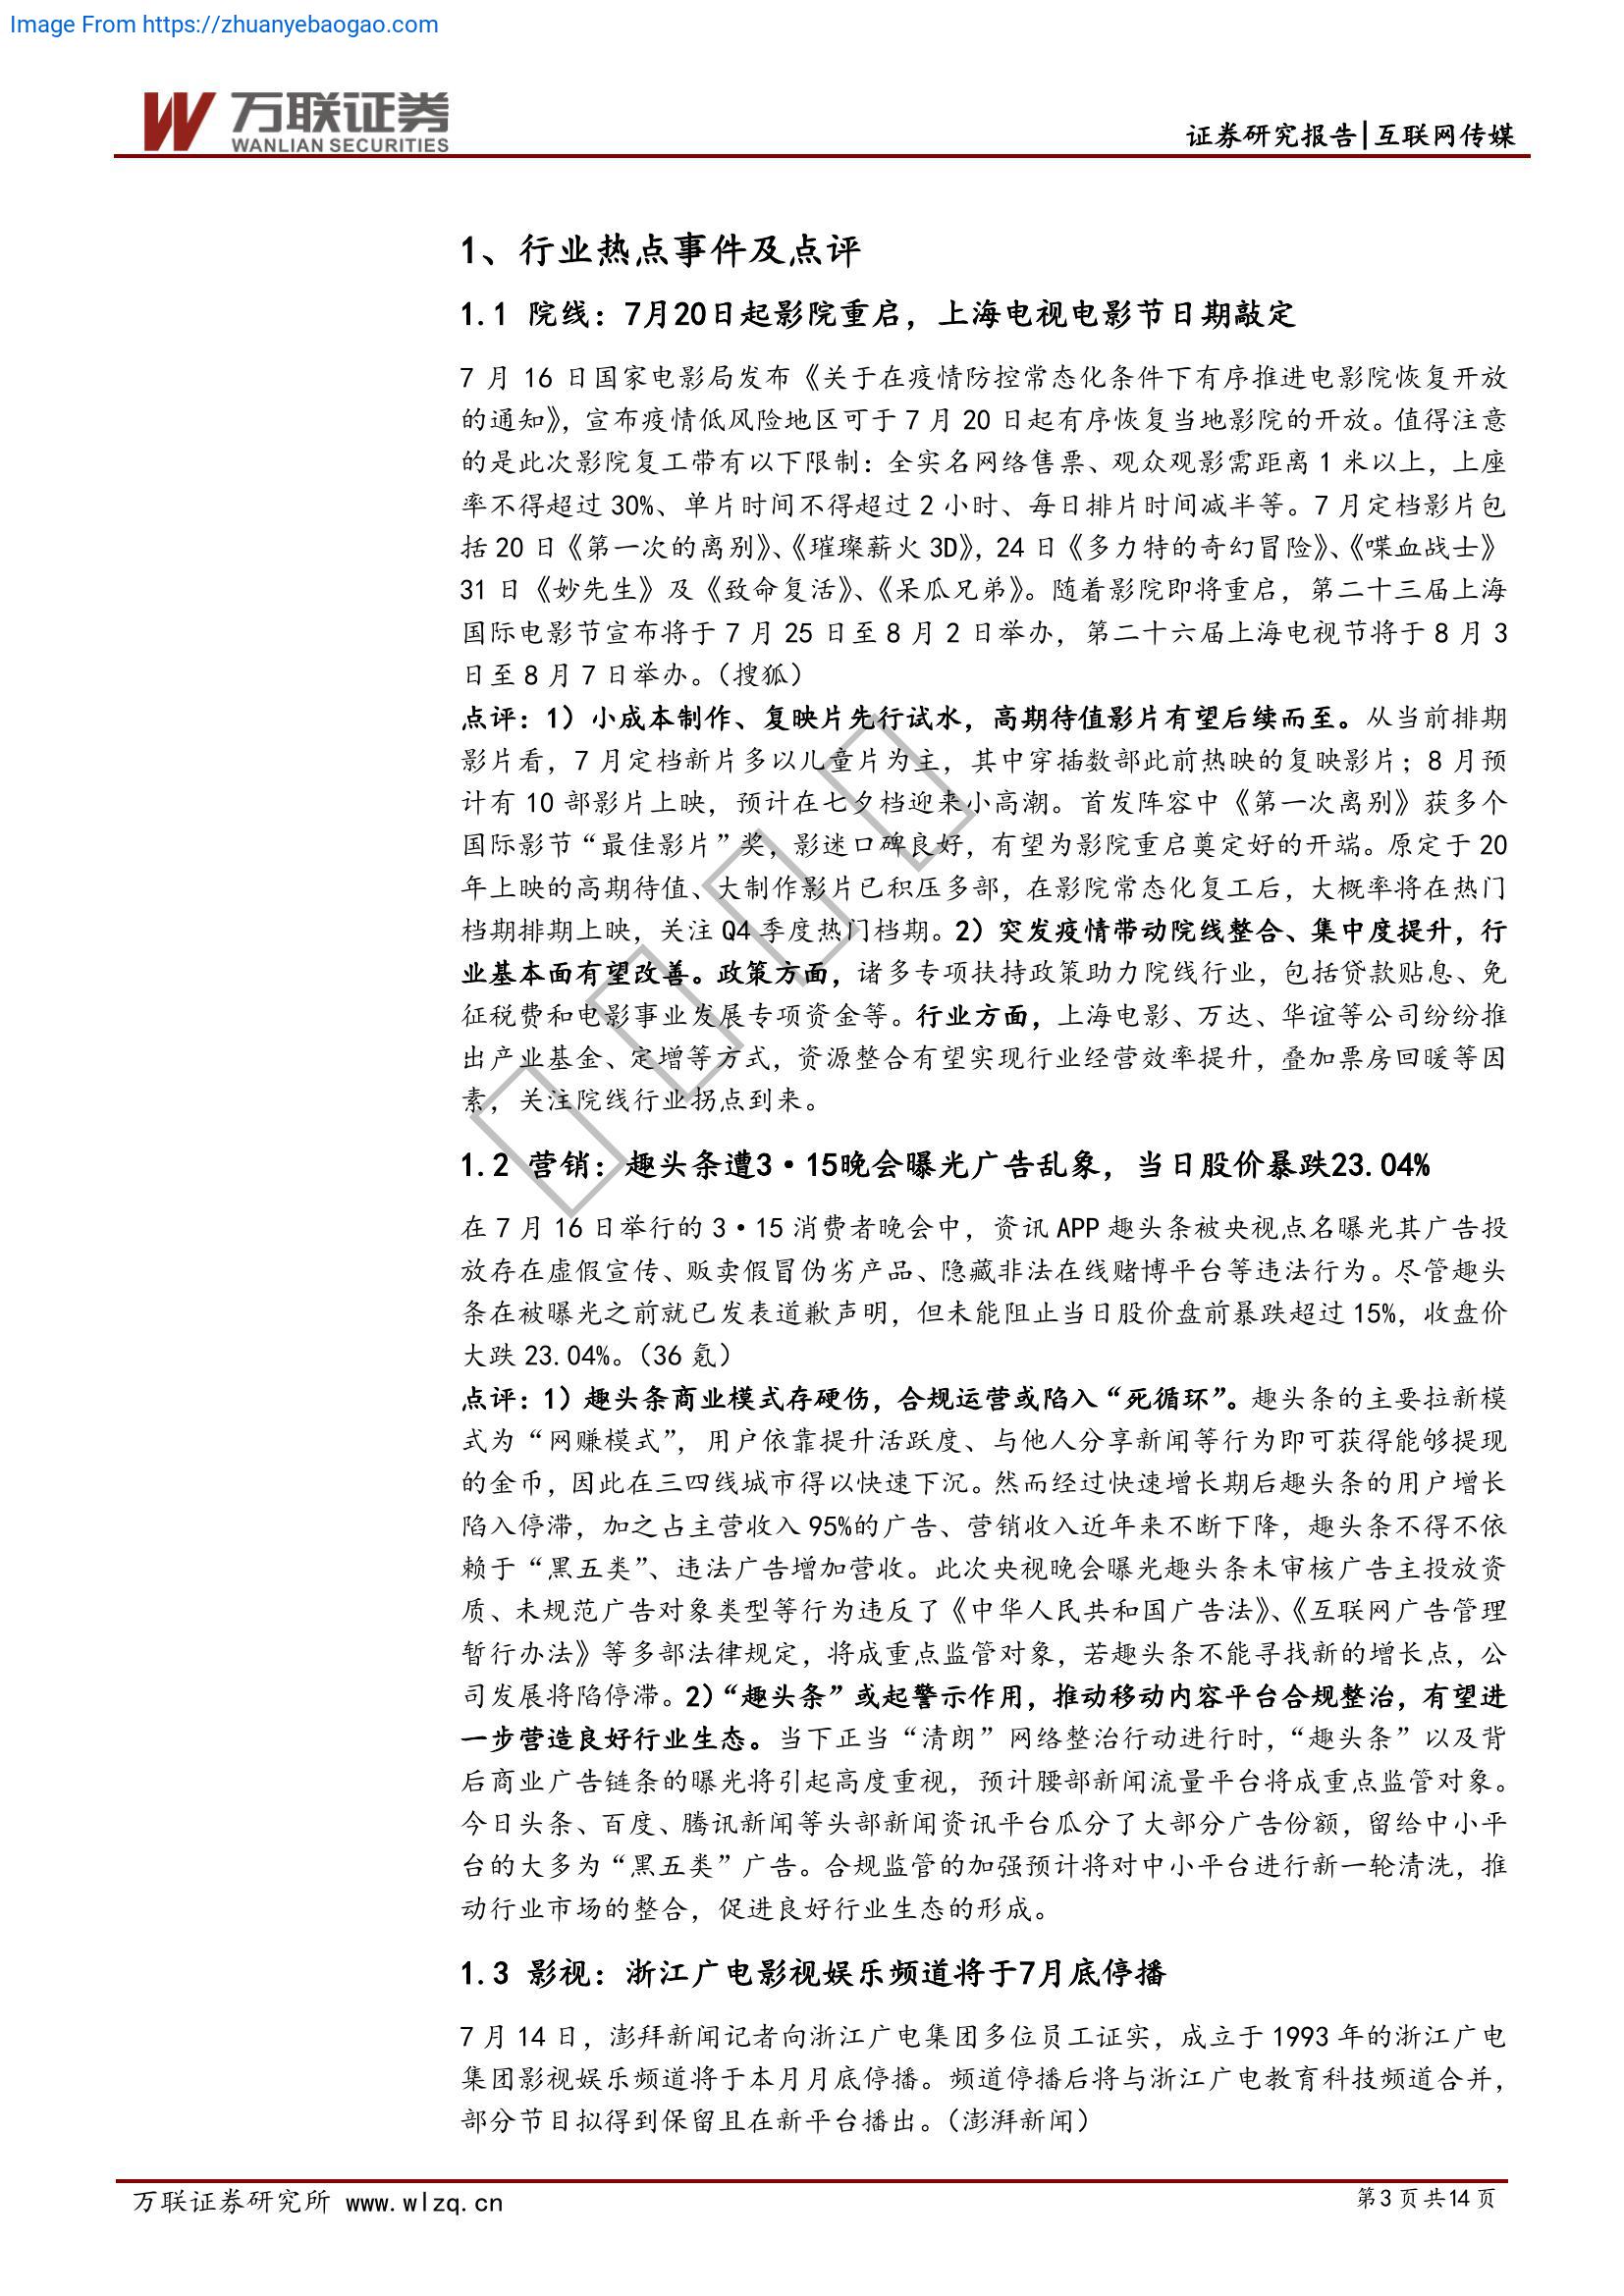 Image From https://zhuanyebaogao.com
万联证券
WANLIAN SECURITIES
证券研究报告|互联网传媒
1、行业热点事件及点评
1.1 院线：7月20日起影院重启，上海电视电影节日期敲定
7 月 16 日国家电影局发布《关于在疫情防控常态化条件下有序推进电影院恢复开放
的通知》，宣布疫情低风险地区可于 7 月 20 日起有序恢复当地影院的开放。值得注意
的是此次影院复工带有以下限制：全实名网络售票、观众观影需距离 1 米以上，上座
率不得超过 30%、单片时间不得超过 2 小时、每日排片时间减半等。7 月定档影片包
括 20 日《第一次的离别》、《璀璨薪火 3D》，24 日《多力特的奇幻冒险》、《喋血战士》
31 日《妙先生》及《致命复活》、《呆瓜兄弟》。随着影院即将重启，第二十三届上海
国际电影节宣布将于 7 月 25 日至 8 月 2 日举办，第二十六届上海电视节将于 8 月 3
日至 8 月 7 日举办。（搜狐）
点评：1）小成本制作、复映片先行试水，高期待值影片有望后续而至。从当前排期
影片看，7 月定档新片多以儿童片为主，其中穿插数部此前热映的复映影片；8 月预
计有 10 部影片上映，预计在七夕档迎来小高潮。首发阵容中《第一次离别》获多个
国际影节“最佳影片”奖，影迷口碑良好，有望为影院重启奠定好的开端。原定于 20
年上映的高期待值、大制作影片已积压多部，在影院常态化复工后，大概率将在热门
档期排期上映，关注 Q4 季度热门档期。2）突发疫情带动院线整合、集中度提升，行
业基本面有望改善。政策方面，诸多专项扶持政策助力院线行业，包括贷款贴息、免
征税费和电影事业发展专项资金等。行业方面，上海电影、万达、华谊等公司纷纷推
出产业基金、定增等方式，资源整合有望实现行业经营效率提升，叠加票房回暖等因
素，关注院线行业拐点到来。
1.2 营销：趣头条遭3·15晚会曝光广告乱象，当日股价暴跌23.04%
在 7 月 16 日举行的 3·15 消费者晚会中，资讯 APP 趣头条被央视点名曝光其广告投
放存在虚假宣传、贩卖假冒伪劣产品、隐藏非法在线赌博平台等违法行为。尽管趣头
条在被曝光之前就已发表道歉声明，但未能阻止当日股价盘前暴跌超过 15%，收盘价
大跌 23.04%。（36 氪）
点评：1）趣头条商业模式存硬伤，合规运营或陷入“死循环”。趣头条的主要拉新模
式为“网赚模式”，用户依靠提升活跃度、与他人分享新闻等行为即可获得能够提现
的金币，因此在三四线城市得以快速下沉。然而经过快速增长期后趣头条的用户增长
陷入停滞，加之占主营收入 95%的广告、营销收入近年来不断下降，趣头条不得不依
赖于“黑五类”、违法广告增加营收。此次央视晚会曝光趣头条未审核广告主投放资
质、未规范广告对象类型等行为违反了《中华人民共和国广告法》、《互联网广告管理
暂行办法》等多部法律规定，将成重点监管对象，若趣头条不能寻找新的增长点，公
司发展将陷停滞。2）“趣头条”或起警示作用，推动移动内容平台合规整治，有望进
一步营造良好行业生态。当下正当“清朗”网络整治行动进行时，“趣头条”以及背
后商业广告链条的曝光将引起高度重视，预计腰部新闻流量平台将成重点监管对象。
今日头条、百度、腾讯新闻等头部新闻资讯平台瓜分了大部分广告份额，留给中小平
台的大多为“黑五类”广告。合规监管的加强预计将对中小平台进行新一轮清洗，推
动行业市场的整合，促进良好行业生态的形成。
1.3 影视：浙江广电影视娱乐频道将于7月底停播
7 月 14 日，澎拜新闻记者向浙江广电集团多位员工证实，成立于 1993 年的浙江广电
集团影视娱乐频道将于本月月底停播。频道停播后将与浙江广电教育科技频道合并，
部分节目拟得到保留且在新平台播出。（澎湃新闻）
万联证券研究所 www.wlzq.cn
第 3 页 共 14 页